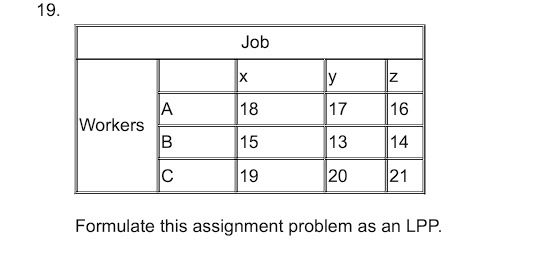 19.
Job
x y z
Workers
A 18 17 16
B 15 13 14
C 19 20 21
Formulate this assignment problem as an LPP.